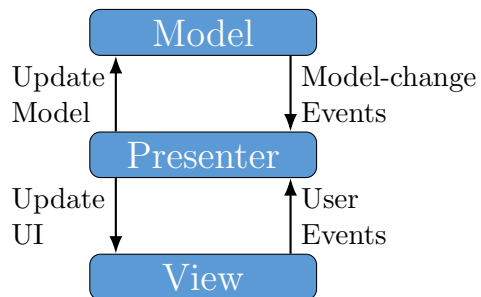 Model
Update
Model
Model-change
Events
Presenter
Update
UI
User
Events
View